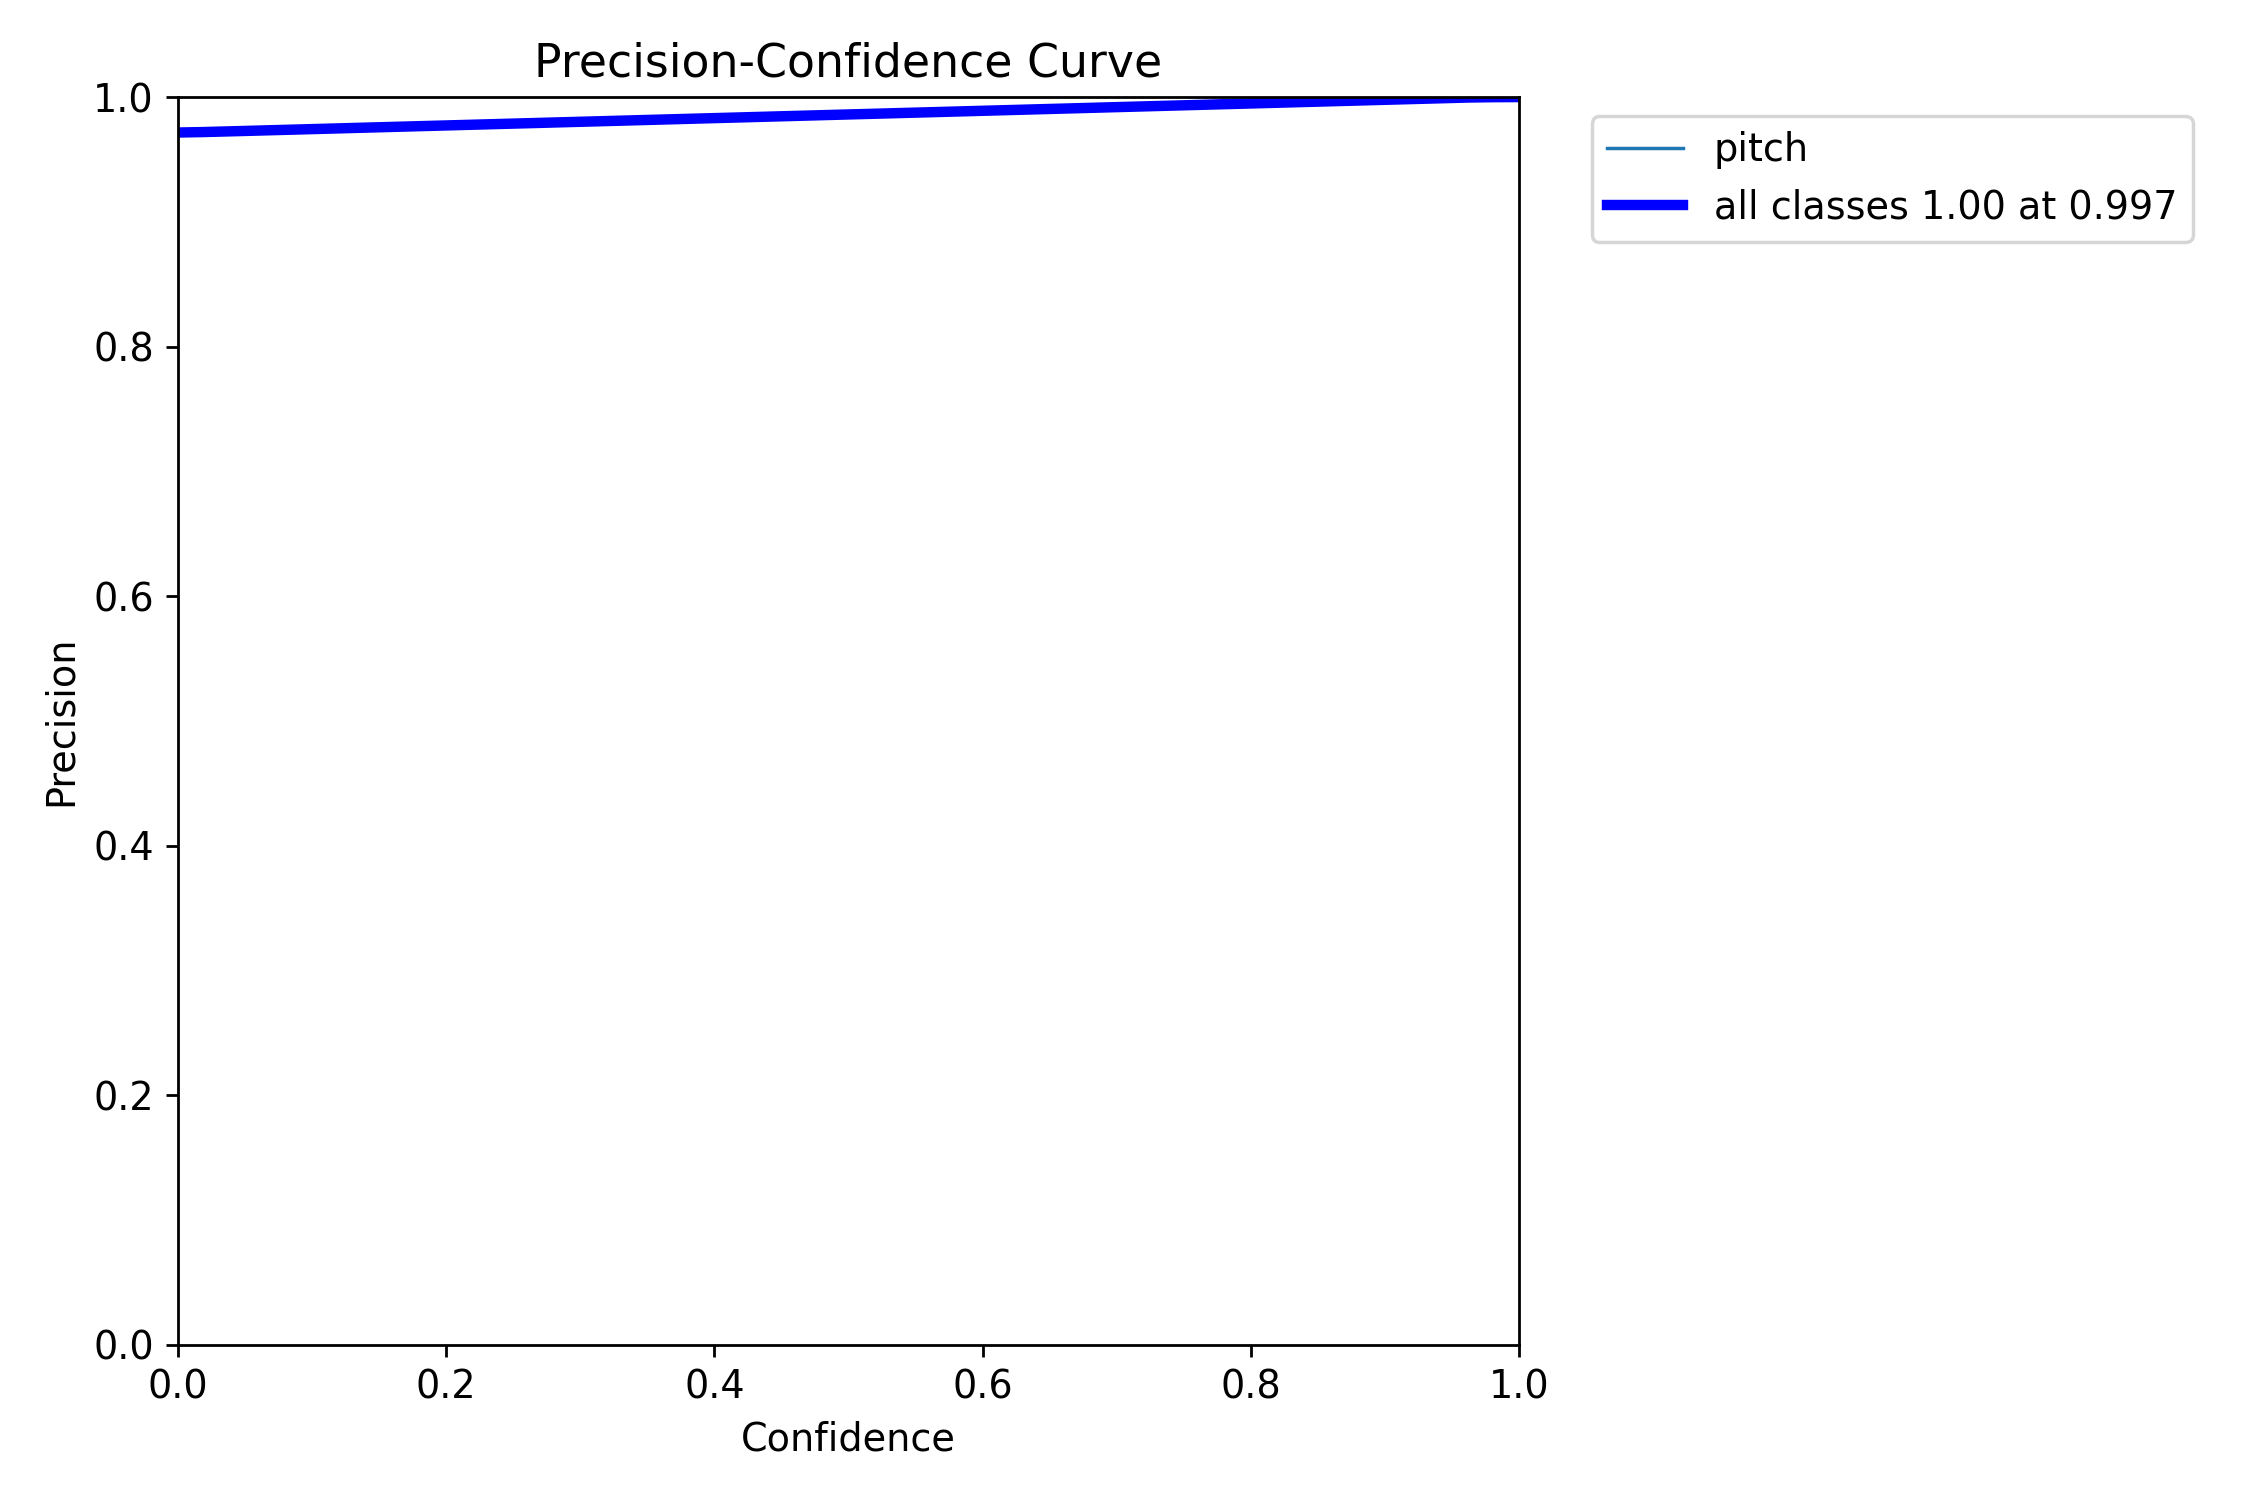 Precision-Confidence Curve
1.0
0.8
0.6
0.4
0.2
0.0
Precision
0.0 0.2 0.4 0.6 0.8 1.0
Confidence
pitch
all classes 1.00 at 0.997